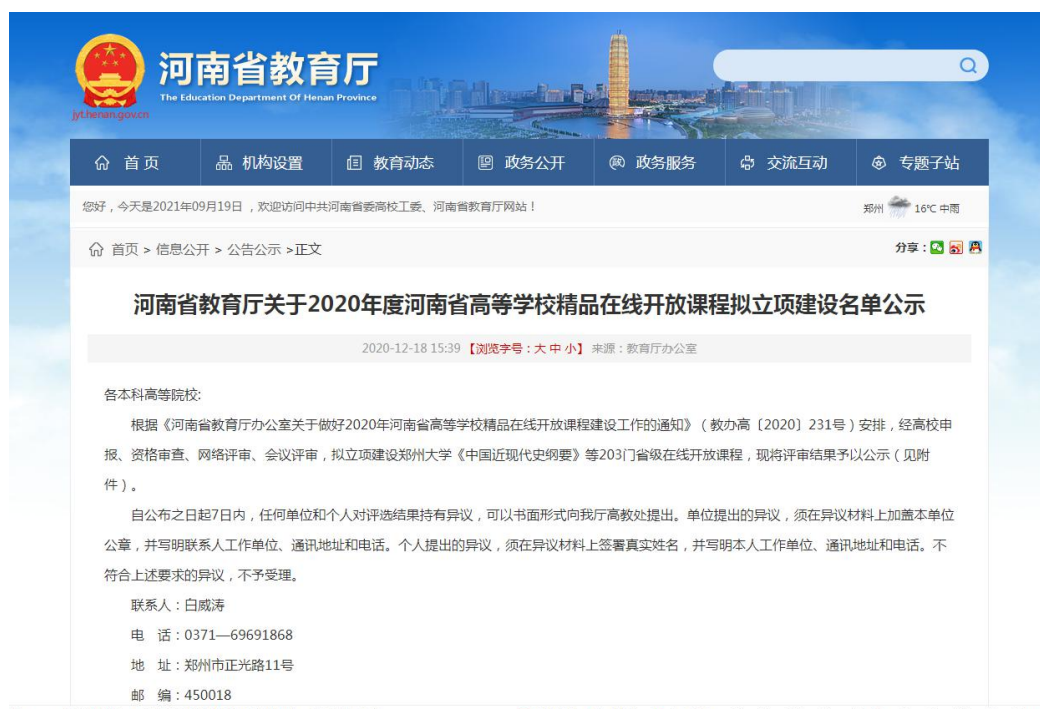 河南省教育厅
The Education Department Of Henan Province
jyt.henan.gov.cn
首页 机构设置 教育动态 政务公开 政务服务 交流互动 专题子站
您好，今天是2021年09月19日 ，欢迎访问中共河南省委高校工委、河南省教育厅网站！ 郑州 16℃ 中雨
首页 > 信息公开 > 公告公示 >正文 分享：
河南省教育厅关于2020年度河南省高等学校精品在线开放课程拟立项建设名单公示
2020-12-18 15:39 【浏览字号：大 中 小】 来源：教育厅办公室
各本科高等院校:
根据《河南省教育厅办公室关于做好2020年河南省高等学校精品在线开放课程建设工作的通知》（教办高〔2020〕231号）安排，经高校申
报、资格审查、网络评审、会议评审，拟立项建设郑州大学《中国近现代史纲要》等203门省级在线开放课程，现将评审结果予以公示（见附
件）。
自公布之日起7日内，任何单位和个人对评选结果持有异议，可以书面形式向我厅高教处提出。单位提出的异议，须在异议材料上加盖本单位
公章，并写明联系人工作单位、通讯地址和电话。个人提出的异议，须在异议材料上签署真实姓名，并写明本人工作单位、通讯地址和电话。不
符合上述要求的异议，不予受理。
联系人：白威涛
电 话：0371—69691868
地 址：郑州市正光路11号
邮 编：450018